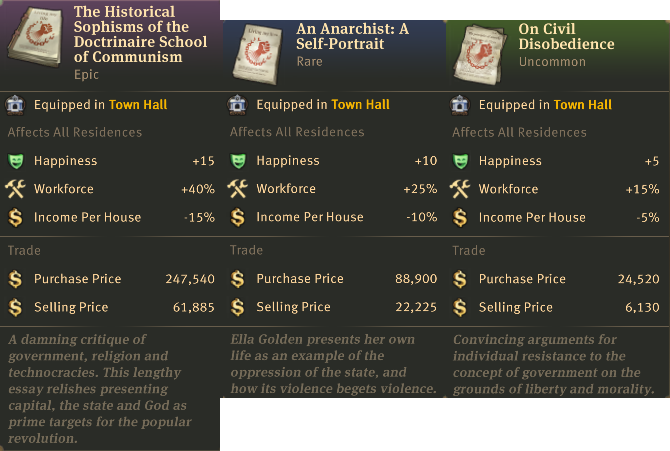 The Historical
Sophisms of the
Doctrinaire School
of Communism
Epic
Equipped in Town Hall
Affects All Residences
Happiness +15
Workforce +40%
Income Per House -15%
Trade
Purchase Price 247,540
Selling Price 61,885
A damning critique of
government, religion and
technocracies. This lengthy
essay relishes presenting
capital, the state and God as
prime targets for the popular
revolution.
An Anarchist: A
Self-Portrait
Rare
Equipped in Town Hall
Affects All Residences
Happiness +10
Workforce +25%
Income Per House -10%
Trade
Purchase Price 88,900
Selling Price 22,225
Ella Golden presents her own
life as an example of the
oppression of the state, and
how its violence begets violence.
On Civil
Disobedience
Uncommon
Equipped in Town Hall
Affects All Residences
Happiness +5
Workforce +15%
Income Per House -5%
Trade
Purchase Price 24,520
Selling Price 6,130
Convincing arguments for
individual resistance to the
concept of government on the
grounds of liberty and morality.